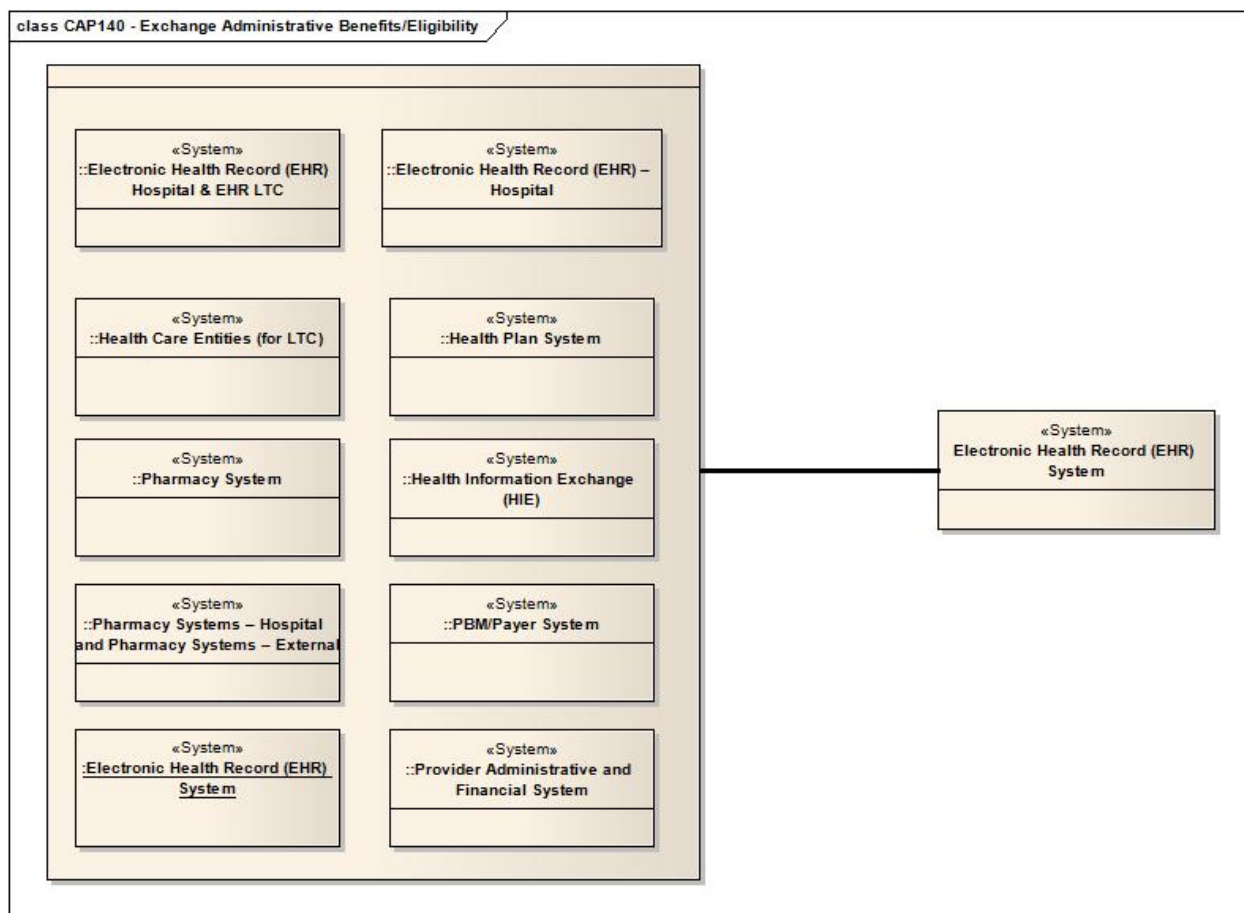 class CAP140 - Exchange Administrative Benefits/Eligibility
«System»
::Electronic Health Record (EHR)
Hospital & EHR LTC
«System»
::Electronic Health Record (EHR) –
Hospital
«System»
::Health Care Entities (for LTC)
«System»
::Health Plan System
«System»
::Pharmacy System
«System»
::Health Information Exchange
(HIE)
«System»
::Pharmacy Systems – Hospital
and Pharmacy Systems – External
«System»
::PBM/Payer System
«System»
:Electronic Health Record (EHR)
System
«System»
::Provider Administrative and
Financial System
«System»
Electronic Health Record (EHR)
System